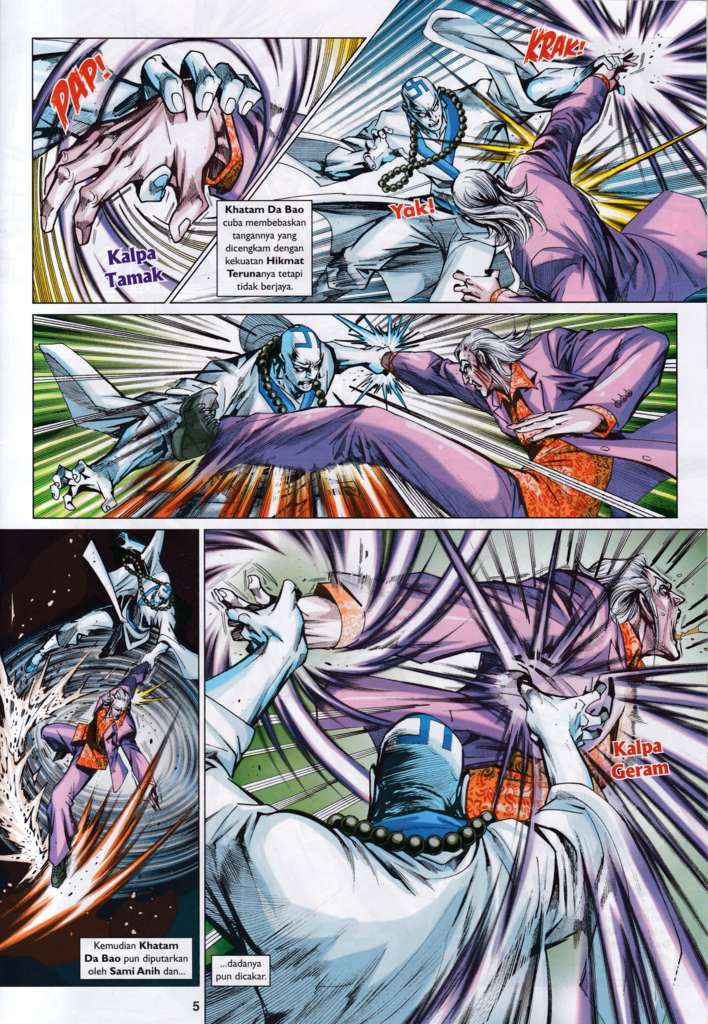 PAP!
Kalpa
Tamak
KRAK!
Yak!
Khatam Da Bao
cuba membebaskan
tangannya yang
dicengkam dengan
kekuatan Hikmat
Terunanya tetapi
tidak berjaya.
Kemudian Khatam
Da Bao pun diputarkan
oleh Sami Anih dan...
Kalpa
Geram
...dadanya
pun dicakar.
5